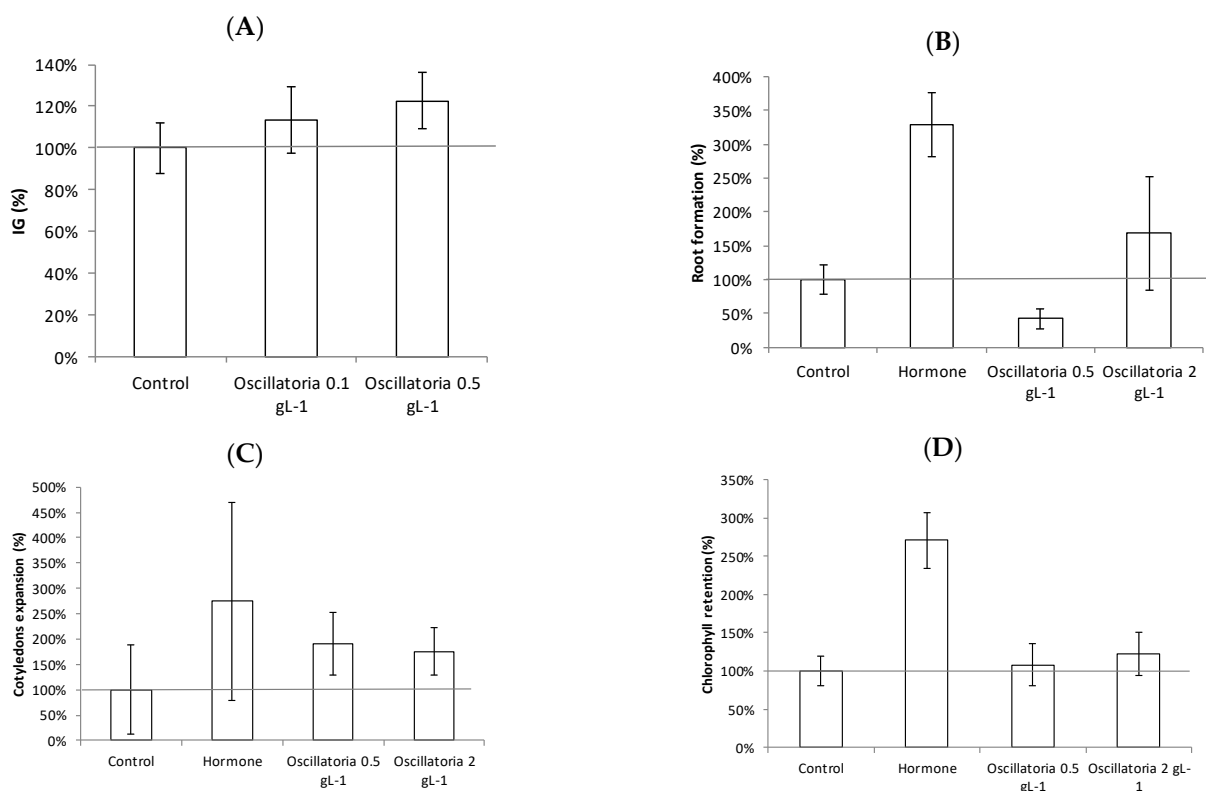 (A)
140%
120%
100%
80%
60%
40%
20%
0%
IG (%)
Control
Oscillatoria 0.1
gL-1
Oscillatoria 0.5
gL-1
(B)
400%
350%
300%
250%
200%
150%
100%
50%
0%
Root formation (%)
Control
Hormone
Oscillatoria 0.5
gL-1
Oscillatoria 2
gL-1
(C)
500%
450%
400%
350%
300%
250%
200%
150%
100%
50%
0%
Cotyledons expansion (%)
Control
Hormone
Oscillatoria 0.5
gL-1
Oscillatoria 2
gL-1
(D)
350%
300%
250%
200%
150%
100%
50%
0%
Chlorophyll retention (%)
Control
Hormone
Oscillatoria 0.5
gL-1
Oscillatoria 2 gL-
1